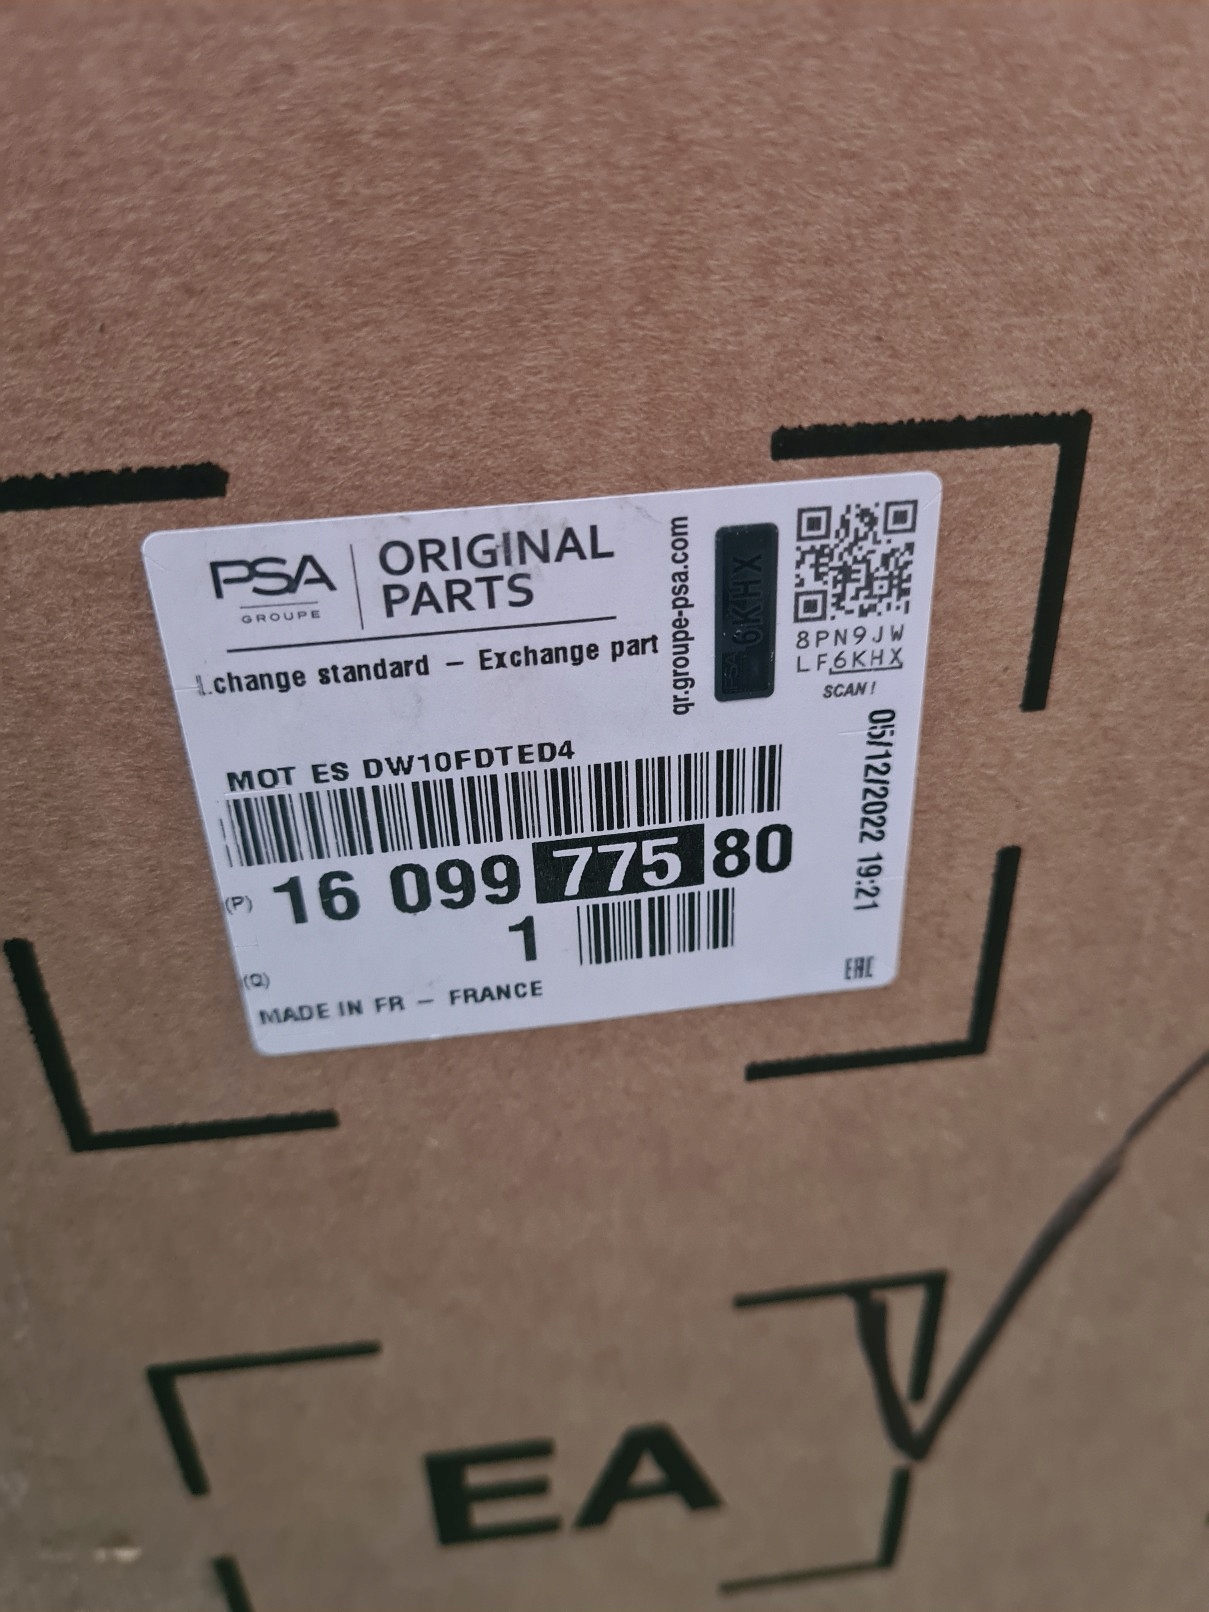 PSA
GROUPE
ORIGINAL
PARTS
.change standard – Exchange part
qr.groupe-psa.com
PSA 6KHX
8PN9JW
LF6KHX
SCAN!
05/12/2022 19:21
MOT ES DW10FDTED4
(P) 16 099 775 80
(Q) 1
MADE IN FR – FRANCE
EAC
EA